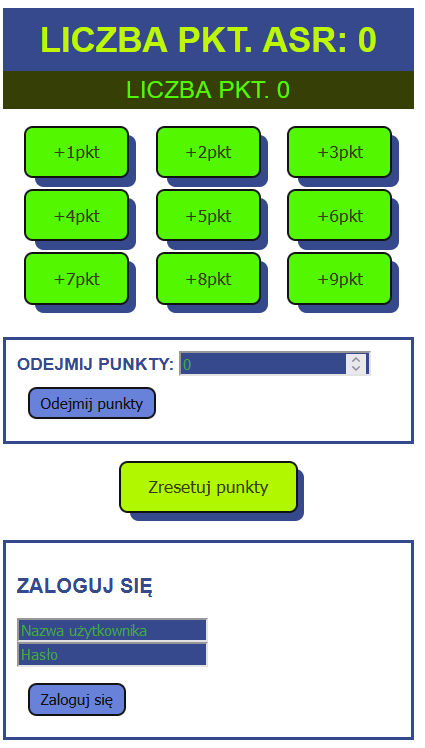 LICZBA PKT. ASR: 0
LICZBA PKT. 0
+1pkt +2pkt +3pkt
+4pkt +5pkt +6pkt
+7pkt +8pkt +9pkt
ODEJMIJ PUNKTY: 0
Odejmij punkty
Zresetuj punkty
ZALOGUJ SIĘ
Nazwa użytkownika
Hasło
Zaloguj się